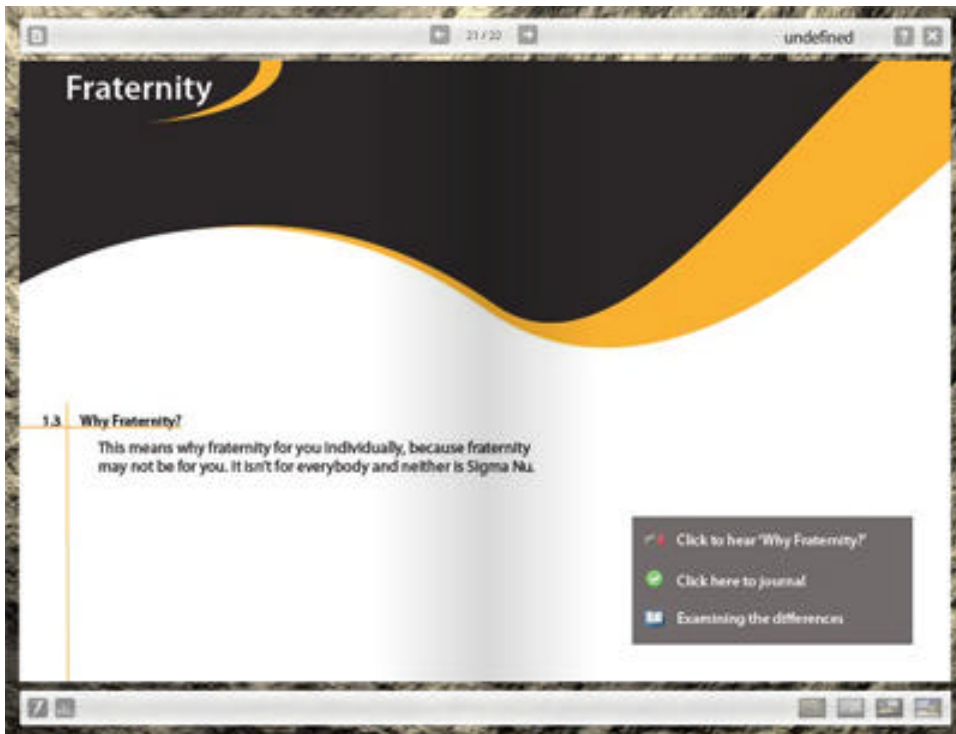 21 / 22
undefined
Fraternity
1.3 Why Fraternity?
This means why fraternity for you individually, because fraternity
may not be for you. It isn't for everybody and neither is Sigma Nu.
Click to hear 'Why Fraternity?'
Click here to journal
Examining the differences